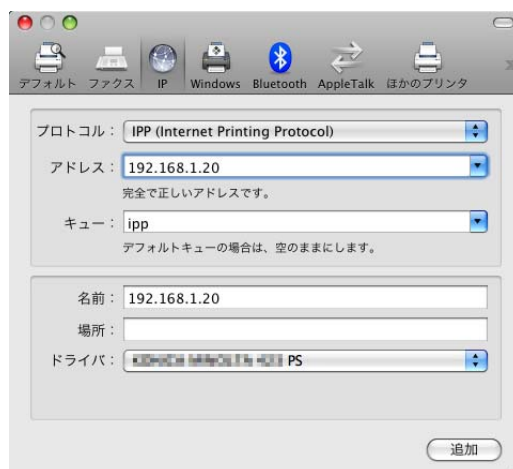 デフォルト ファクス IP Windows Bluetooth AppleTalk ほかのプリンタ
プロトコル： IPP (Internet Printing Protocol)
アドレス： 192.168.1.20
完全で正しいアドレスです。
キュー： ipp
デフォルトキューの場合は、空のままにします。
名前： 192.168.1.20
場所：
ドライバ： PS
追加